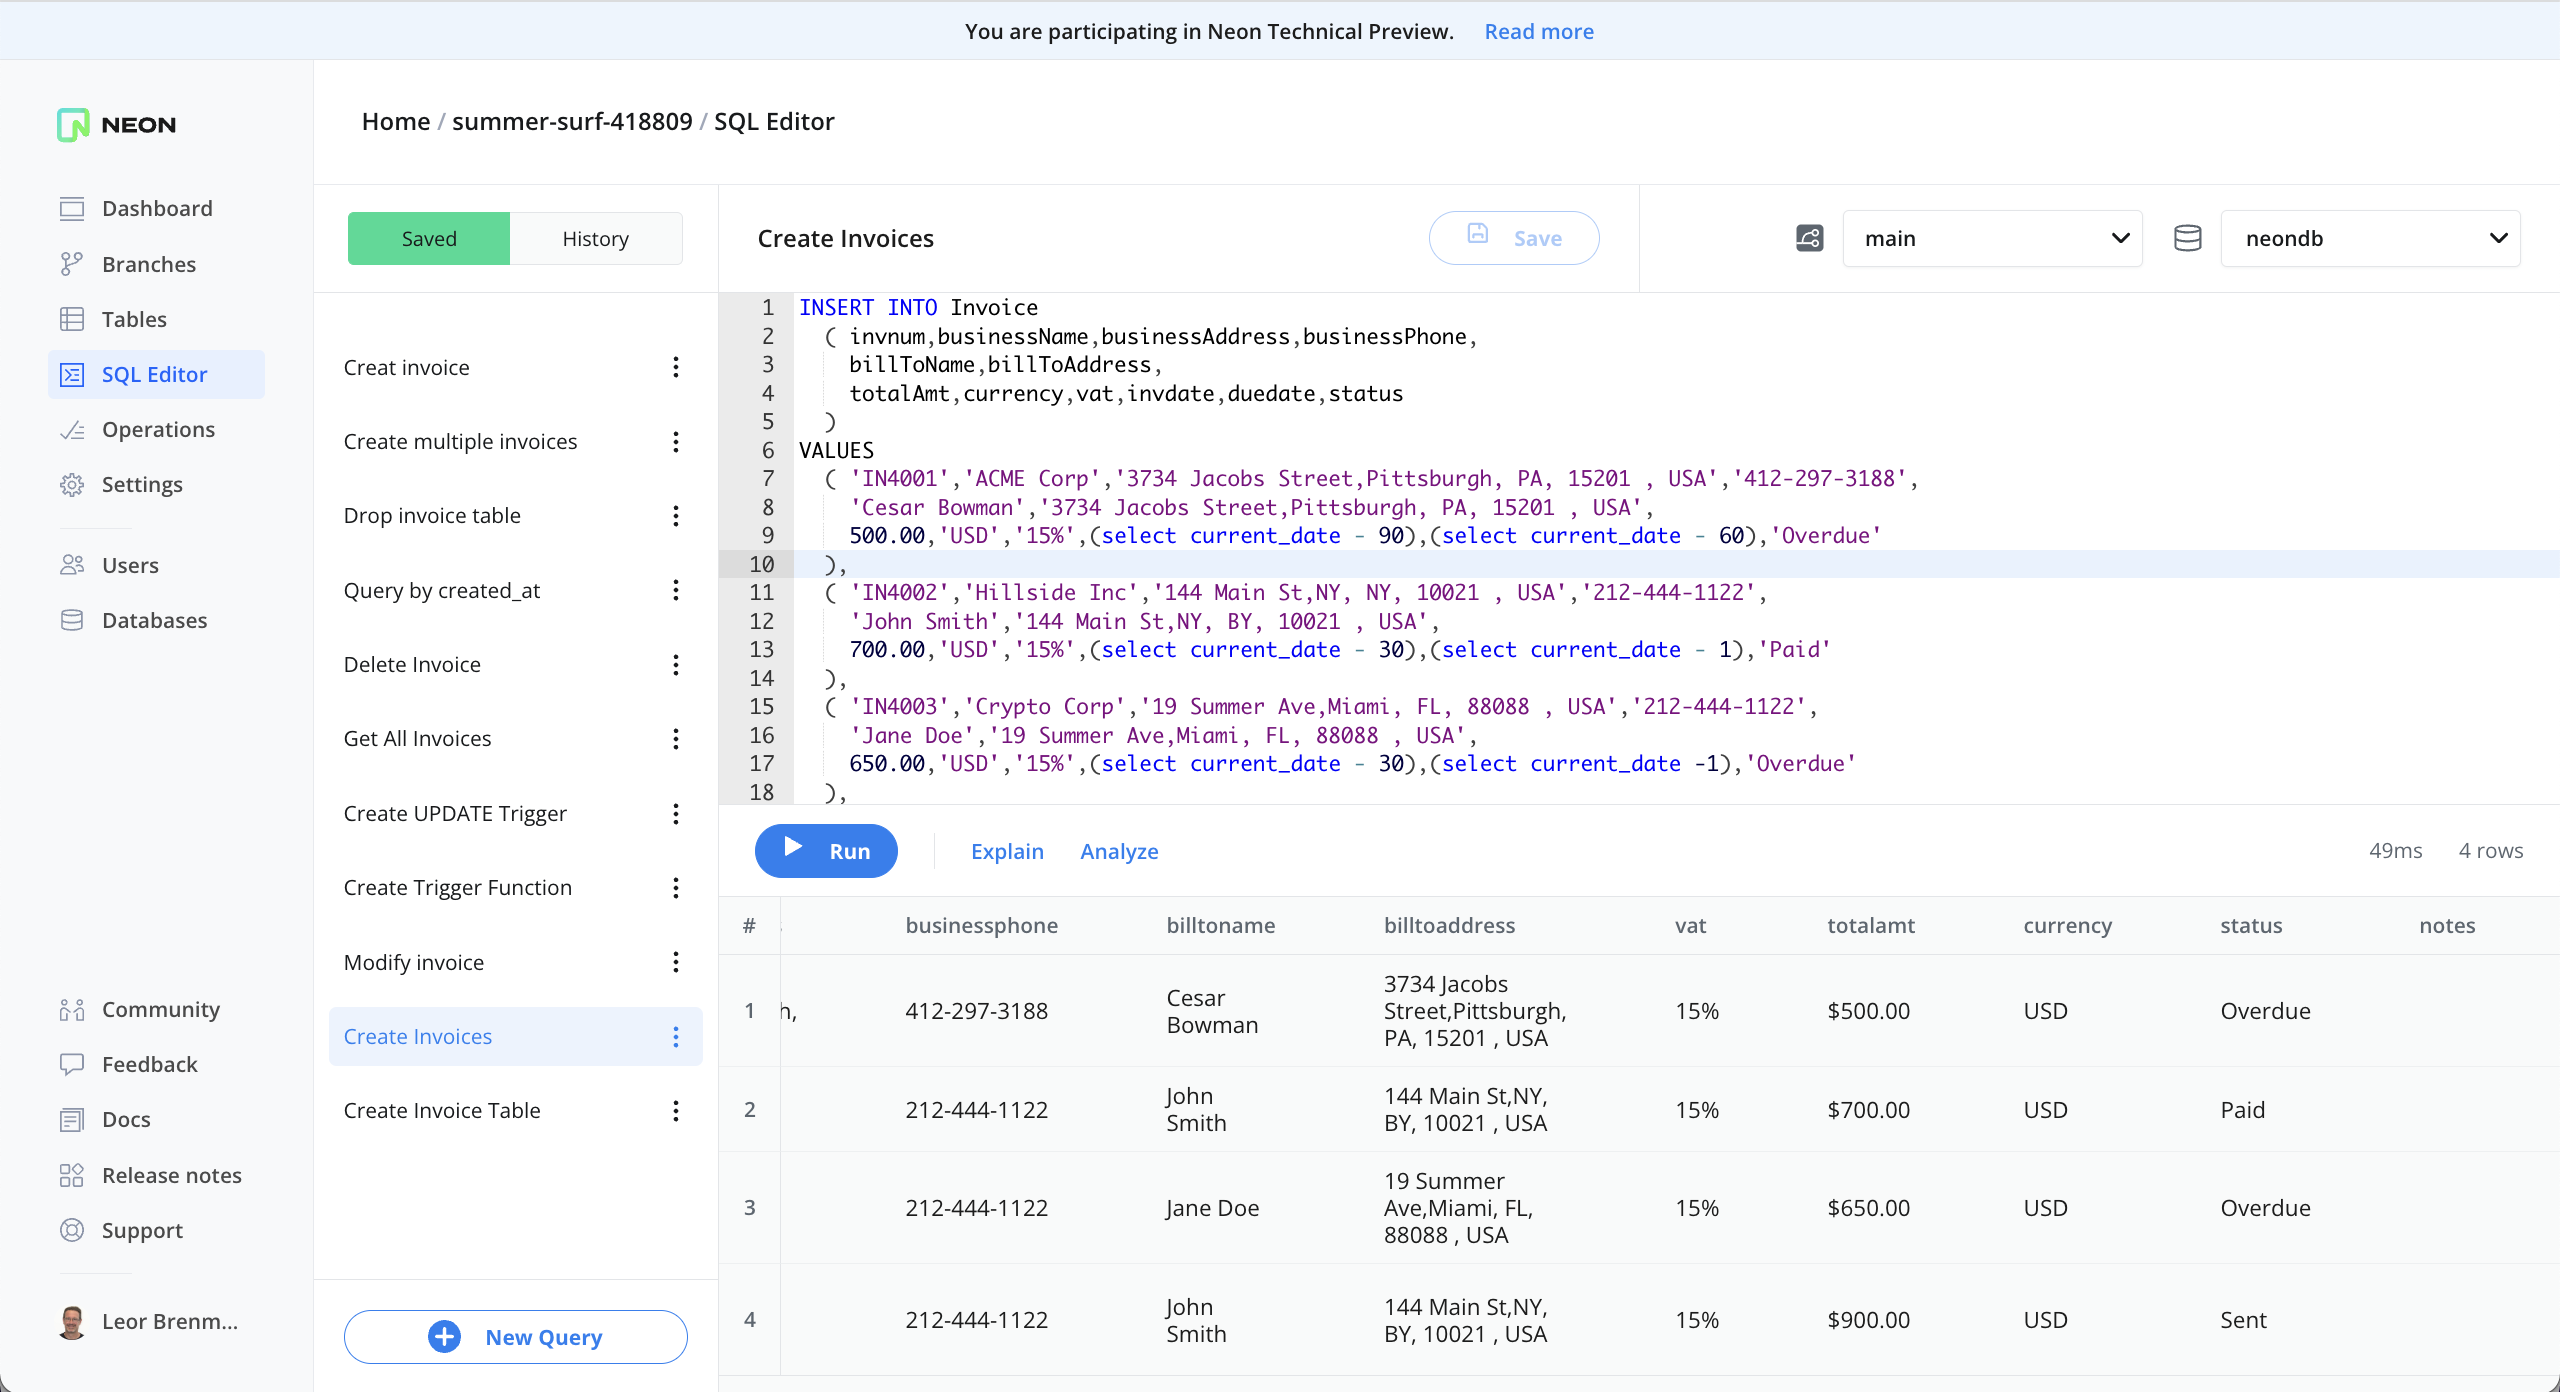 You are participating in Neon Technical Preview. Read more
NEON
Dashboard
Branches
Tables
SQL Editor
Operations
Settings
Users
Databases
Community
Feedback
Docs
Release notes
Support
Leor Brenm...
Home / summer-surf-418809 / SQL Editor
Saved History
Creat invoice
Create multiple invoices
Drop invoice table
Query by created_at
Delete Invoice
Get All Invoices
Create UPDATE Trigger
Create Trigger Function
Modify invoice
Create Invoices
Create Invoice Table
New Query
Create Invoices Save main neondb
1 INSERT INTO Invoice
2 ( invnum,businessName,businessAddress,businessPhone,
3 billToName,billToAddress,
4 totalAmt,currency,vat,invdate,duedate,status
5 )
6 VALUES
7 ( 'IN4001','ACME Corp','3734 Jacobs Street,Pittsburgh, PA, 15201 , USA','412-297-3188',
8 'Cesar Bowman','3734 Jacobs Street,Pittsburgh, PA, 15201 , USA',
9 500.00,'USD','15%',(select current_date - 90),(select current_date - 60),'Overdue'
10 ),
11 ( 'IN4002','Hillside Inc','144 Main St,NY, NY, 10021 , USA','212-444-1122',
12 'John Smith','144 Main St,NY, BY, 10021 , USA',
13 700.00,'USD','15%',(select current_date - 30),(select current_date - 1),'Paid'
14 ),
15 ( 'IN4003','Crypto Corp','19 Summer Ave,Miami, FL, 88088 , USA','212-444-1122',
16 'Jane Doe','19 Summer Ave,Miami, FL, 88088 , USA',
17 650.00,'USD','15%',(select current_date - 30),(select current_date -1),'Overdue'
18 ),
Run Explain Analyze 49ms 4 rows
# businessphone billtoname billtoaddress vat totalamt currency status notes
1 h, 412-297-3188 Cesar Bowman 3734 Jacobs Street,Pittsburgh, PA, 15201 , USA 15% $500.00 USD Overdue
2 212-444-1122 John Smith 144 Main St,NY, BY, 10021 , USA 15% $700.00 USD Paid
3 212-444-1122 Jane Doe 19 Summer Ave,Miami, FL, 88088 , USA 15% $650.00 USD Overdue
4 212-444-1122 John Smith 144 Main St,NY, BY, 10021 , USA 15% $900.00 USD Sent